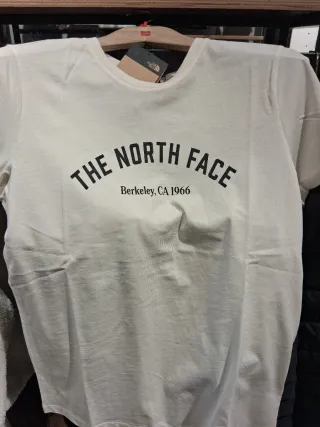 THE NORTH FACE
Berkeley, CA 1966